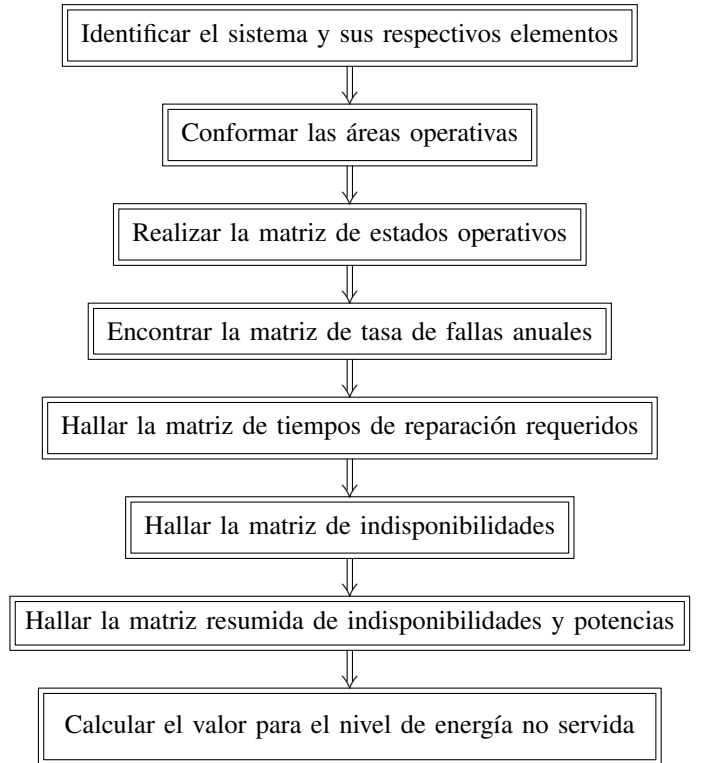 Identificar el sistema y sus respectivos elementos
Conformar las áreas operativas
Realizar la matriz de estados operativos
Encontrar la matriz de tasa de fallas anuales
Hallar la matriz de tiempos de reparación requeridos
Hallar la matriz de indisponibilidades
Hallar la matriz resumida de indisponibilidades y potencias
Calcular el valor para el nivel de energía no servida